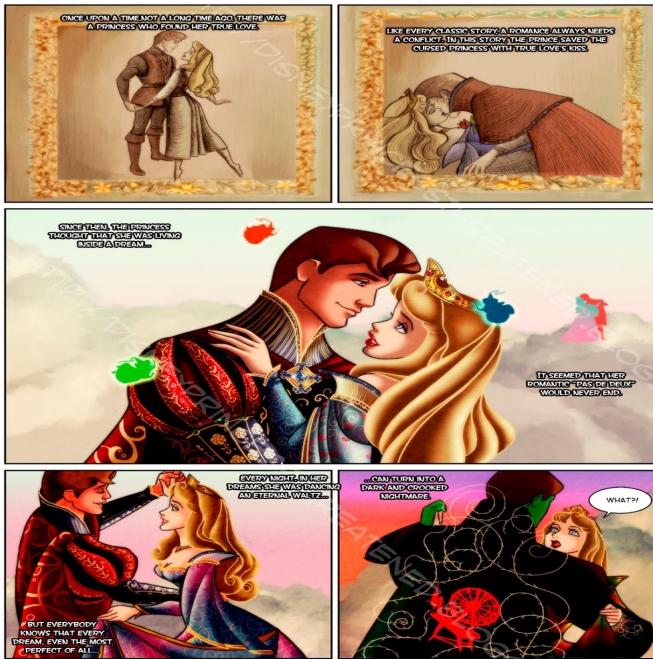 ONCE UPON A TIME,NOT A LONG TIME AGO, THERE WAS
A PRINCESS WHO FOUND HER TRUE LOVE.
LIKE EVERY CLASSIC STORY, A ROMANCE ALWAYS NEEDS
A CONFLICT. IN THIS STORY THE PRINCE SAVED THE
CURSED PRINCESS WITH TRUE LOVE'S KISS.
SINCE THEN, THE PRINCESS
THOUGHT THAT SHE WAS LIVING
INSIDE A DREAM...
IT SEEMED THAT HER
ROMANTIC "PAS DE DEUX"
WOULD NEVER END.
EVERY NIGHT, IN HER
DREAMS SHE WAS DANCING
AN ETERNAL WALTZ...
BUT EVERYBODY
KNOWS THAT EVERY
DREAM, EVEN THE MOST
PERFECT OF ALL...
...CAN TURN INTO A
DARK AND CROOKED
NIGHTMARE.
WHAT?!